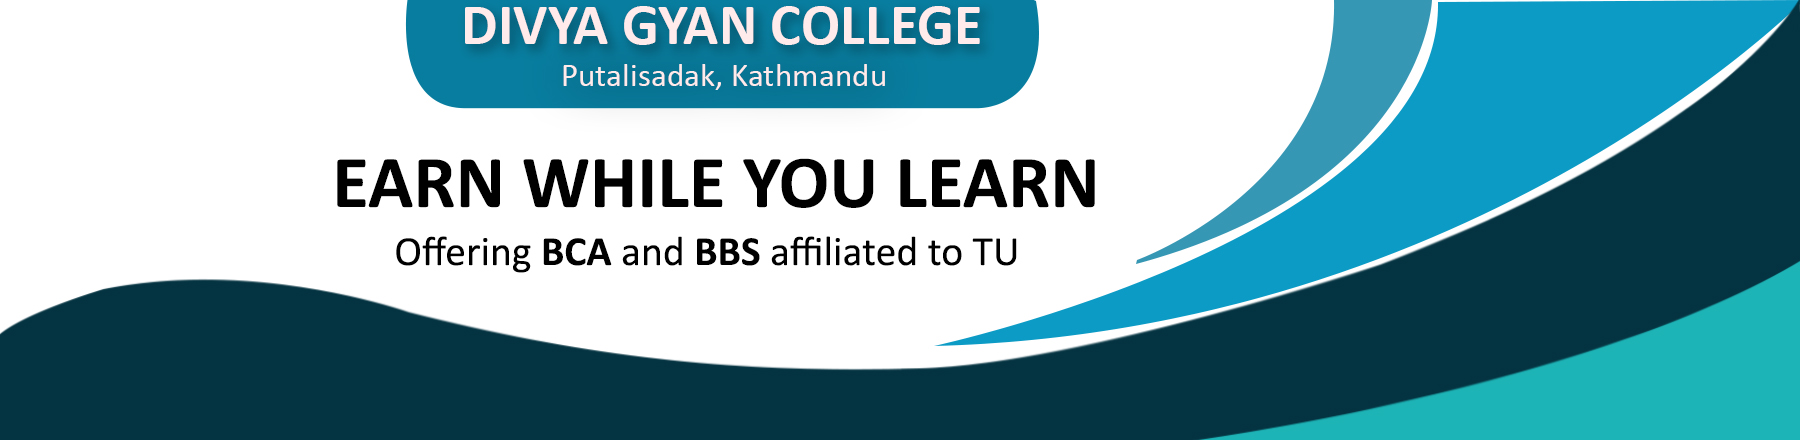 DIVYA GYAN COLLEGE
Putalisadak, Kathmandu
EARN WHILE YOU LEARN
Offering BCA and BBS affiliated to TU